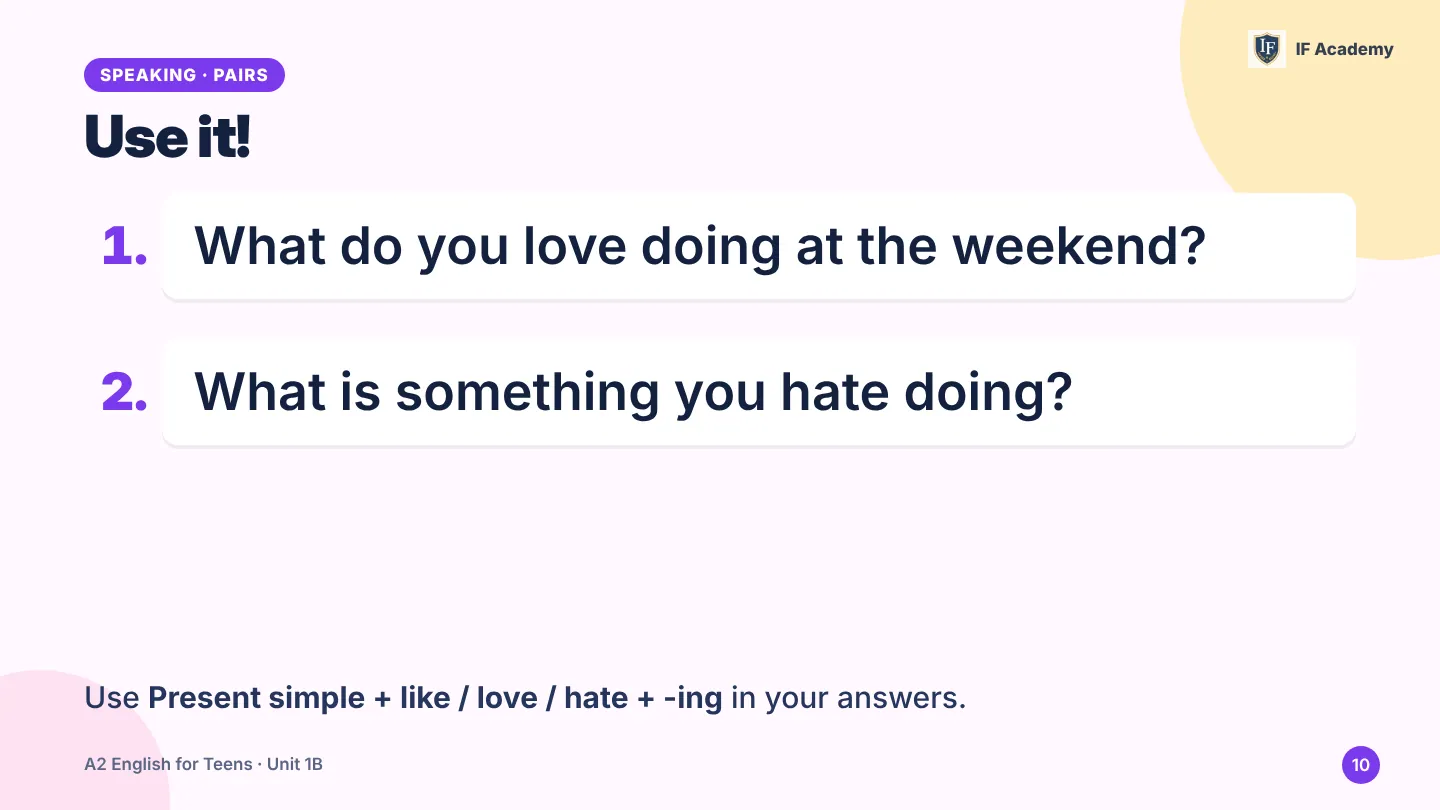 IF
IF Academy
SPEAKING · PAIRS
Use it!
1. What do you love doing at the weekend?
2. What is something you hate doing?
Use Present simple + like / love / hate + -ing in your answers.
A2 English for Teens · Unit 1B
10